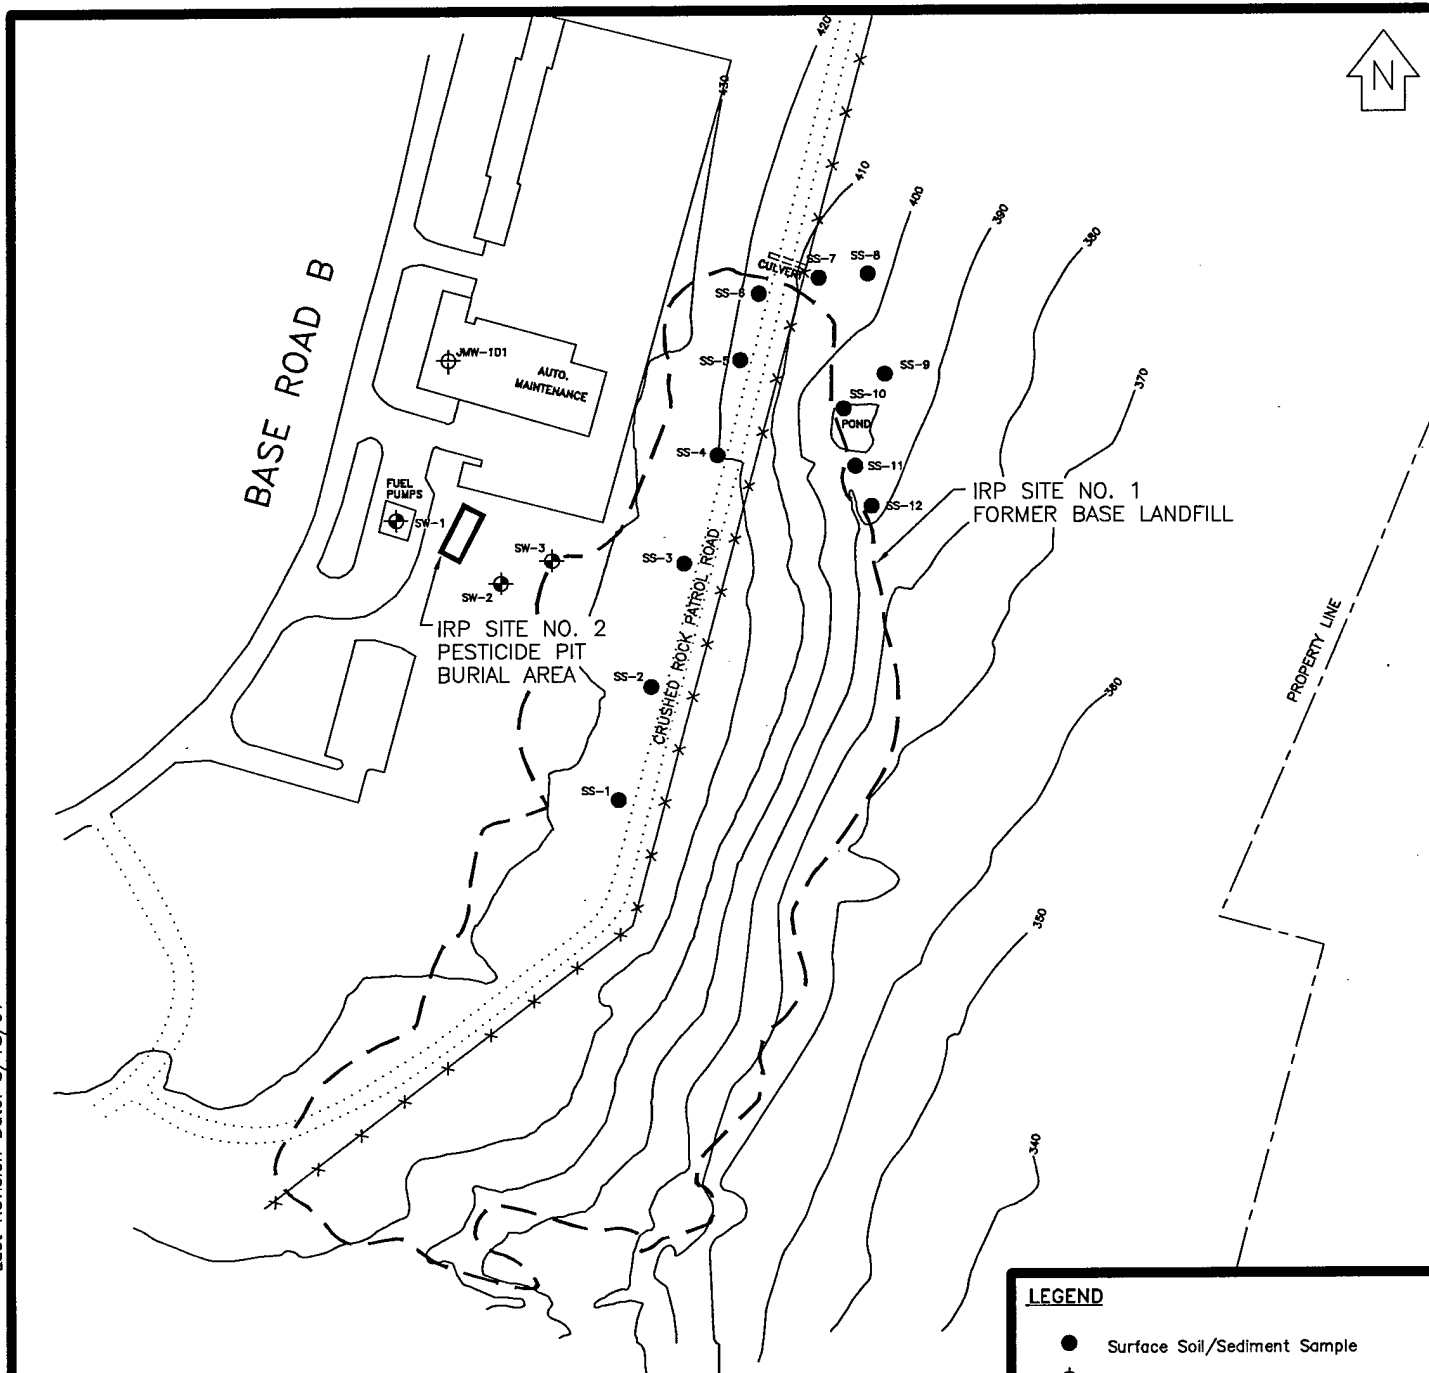 N
420
430
410
400
390
380
370
360
350
340
BASE ROAD B
CULVERT
SS-7
SS-8
SS-6
SS-5
SS-9
SS-10
POND
SS-4
SS-11
SS-12
JMW-1D1
AUTO.
MAINTENANCE
FUEL
PUMPS
SW-1
SW-3
SW-2
SS-3
SS-2
SS-1
IRP SITE NO. 1
FORMER BASE LANDFILL
IRP SITE NO. 2
PESTICIDE PIT
BURIAL AREA
CRUSHED ROCK PATROL ROAD
PROPERTY LINE
LEGEND
Surface Soil/Sediment Sample